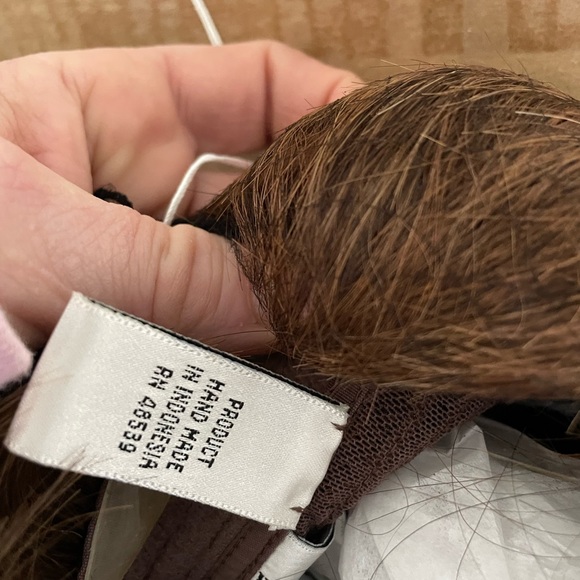 PRODUCT
HAND MADE
IN INDONESIA
RN 48539